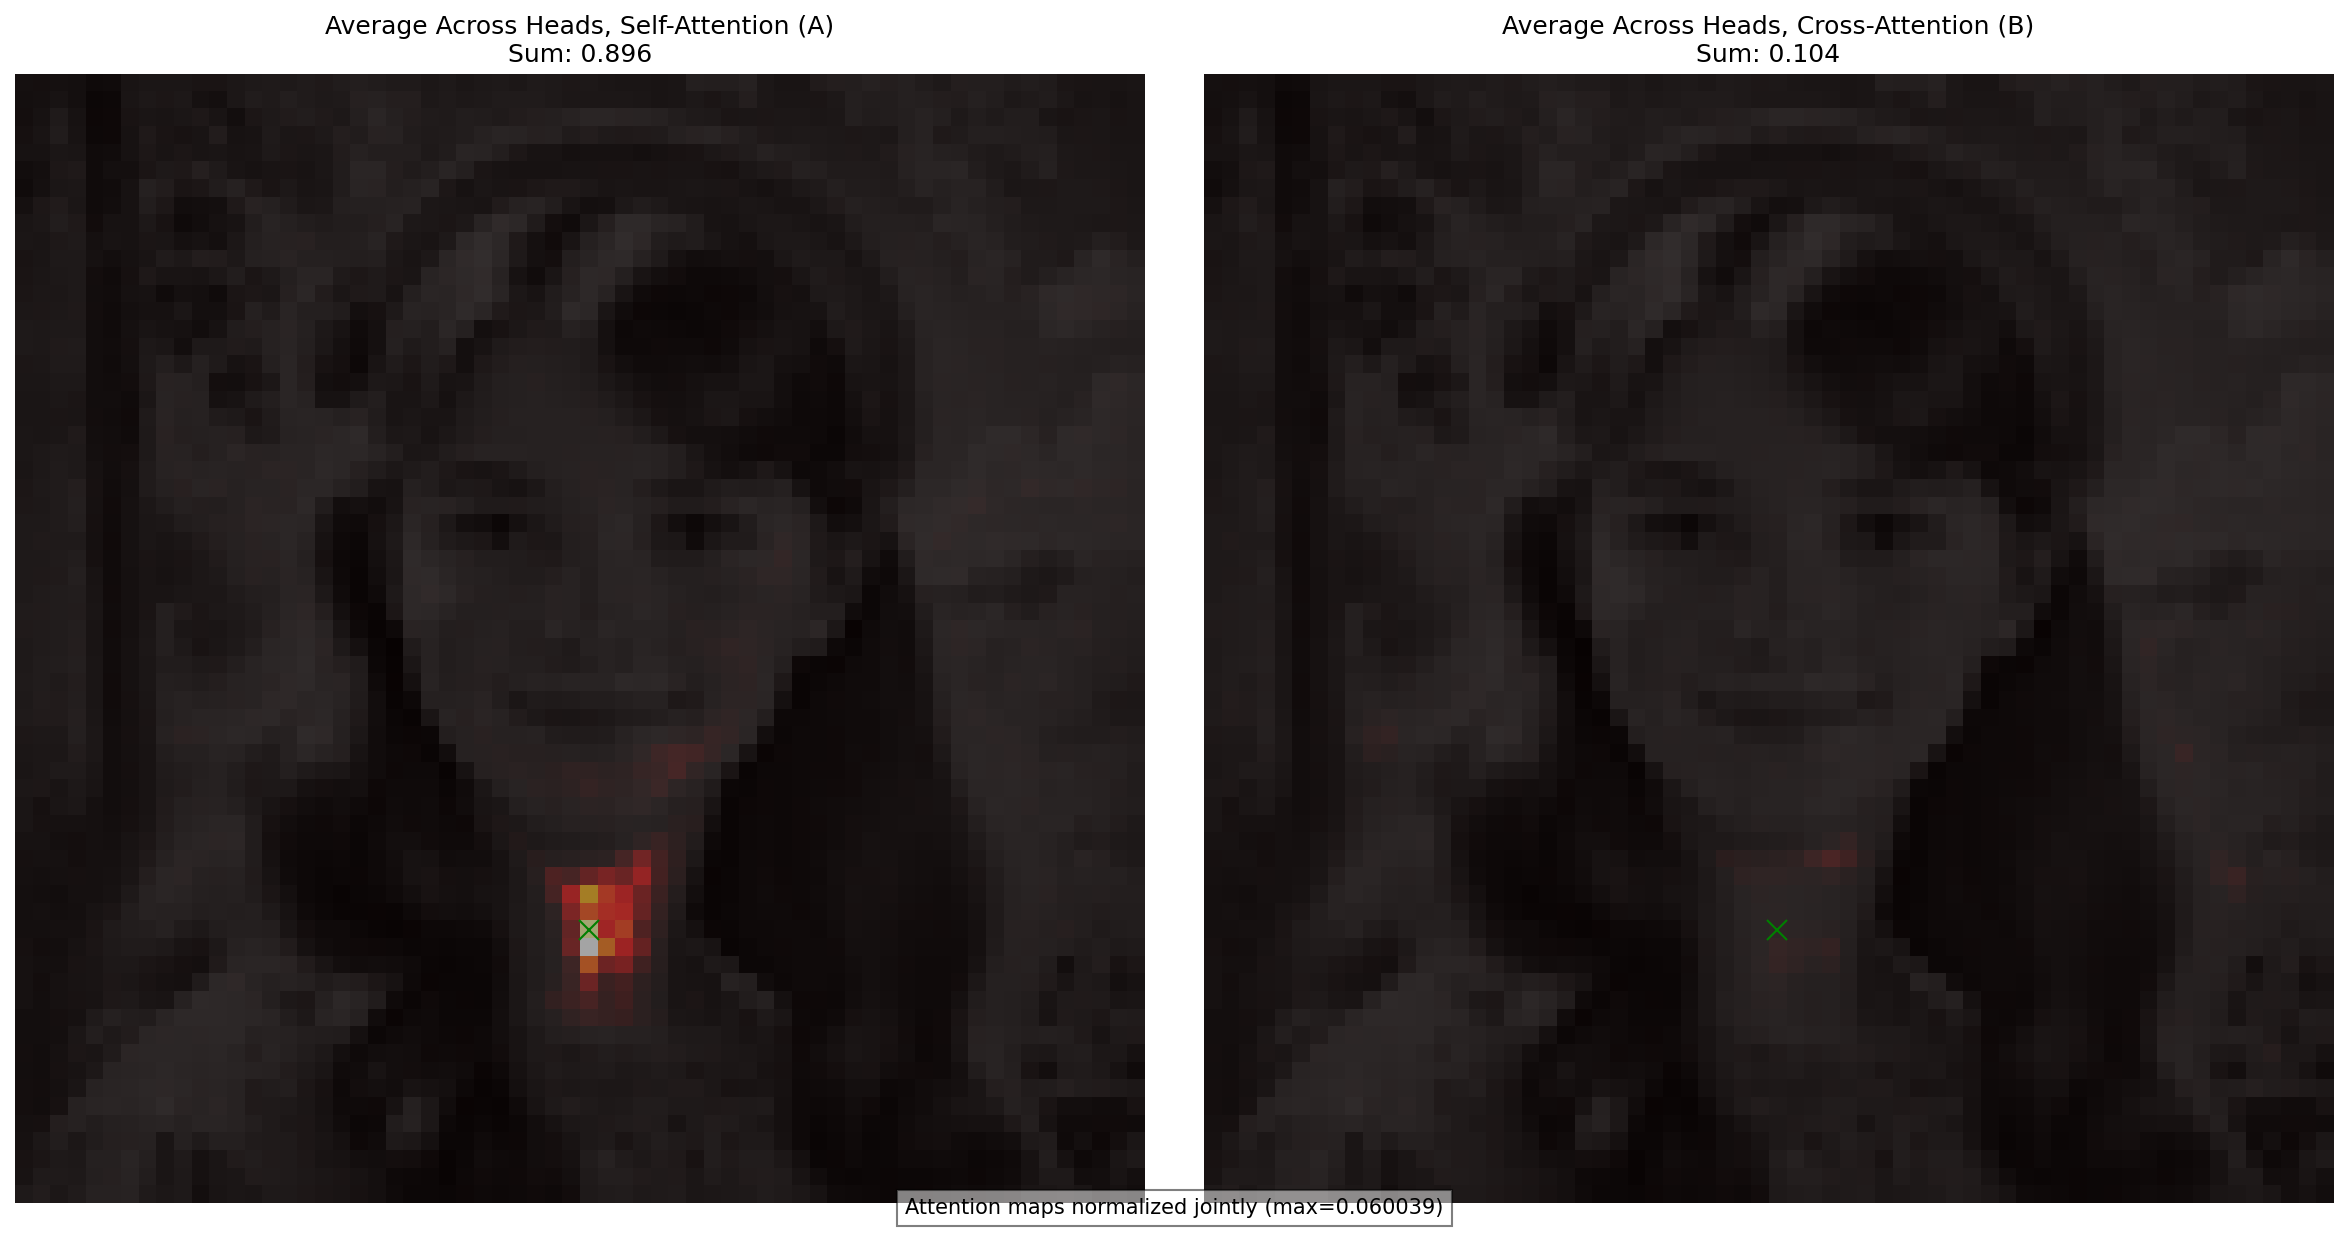 Average Across Heads, Self-Attention (A)
Sum: 0.896
Average Across Heads, Cross-Attention (B)
Sum: 0.104
Attention maps normalized jointly (max=0.060039)